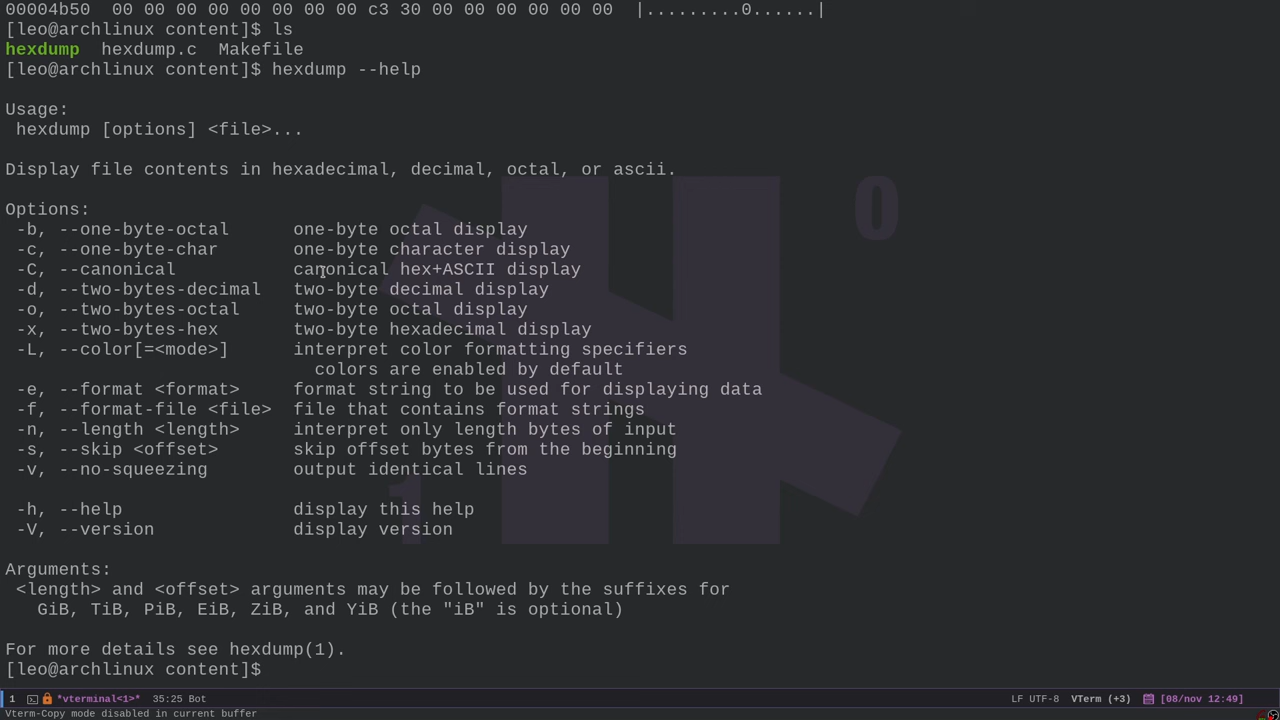 00004b50  00 00 00 00 00 00 00 00 c3 30 00 00 00 00 00 00  |.........0......|
[leo@archlinux content]$ ls
hexdump  hexdump.c  Makefile
[leo@archlinux content]$ hexdump --help

Usage:
 hexdump [options] <file>...

Display file contents in hexadecimal, decimal, octal, or ascii.

Options:
 -b, --one-byte-octal      one-byte octal display
 -c, --one-byte-char       one-byte character display
 -C, --canonical           canonical hex+ASCII display
 -d, --two-bytes-decimal   two-byte decimal display
 -o, --two-bytes-octal     two-byte octal display
 -x, --two-bytes-hex       two-byte hexadecimal display
 -L, --color[=<mode>]      interpret color formatting specifiers
                             colors are enabled by default
 -e, --format <format>     format string to be used for displaying data
 -f, --format-file <file>  file that contains format strings
 -n, --length <length>     interpret only length bytes of input
 -s, --skip <offset>       skip offset bytes from the beginning
 -v, --no-squeezing        output identical lines

 -h, --help                display this help
 -V, --version             display version

Arguments:
 <length> and <offset> arguments may be followed by the suffixes for
   GiB, TiB, PiB, EiB, ZiB, and YiB (the "iB" is optional)

For more details see hexdump(1).
[leo@archlinux content]$
1 *vterminal<1>* 35:25 Bot LF UTF-8 VTerm (+3) [08/nov 12:49]
Vterm-Copy mode disabled in current buffer
0
1